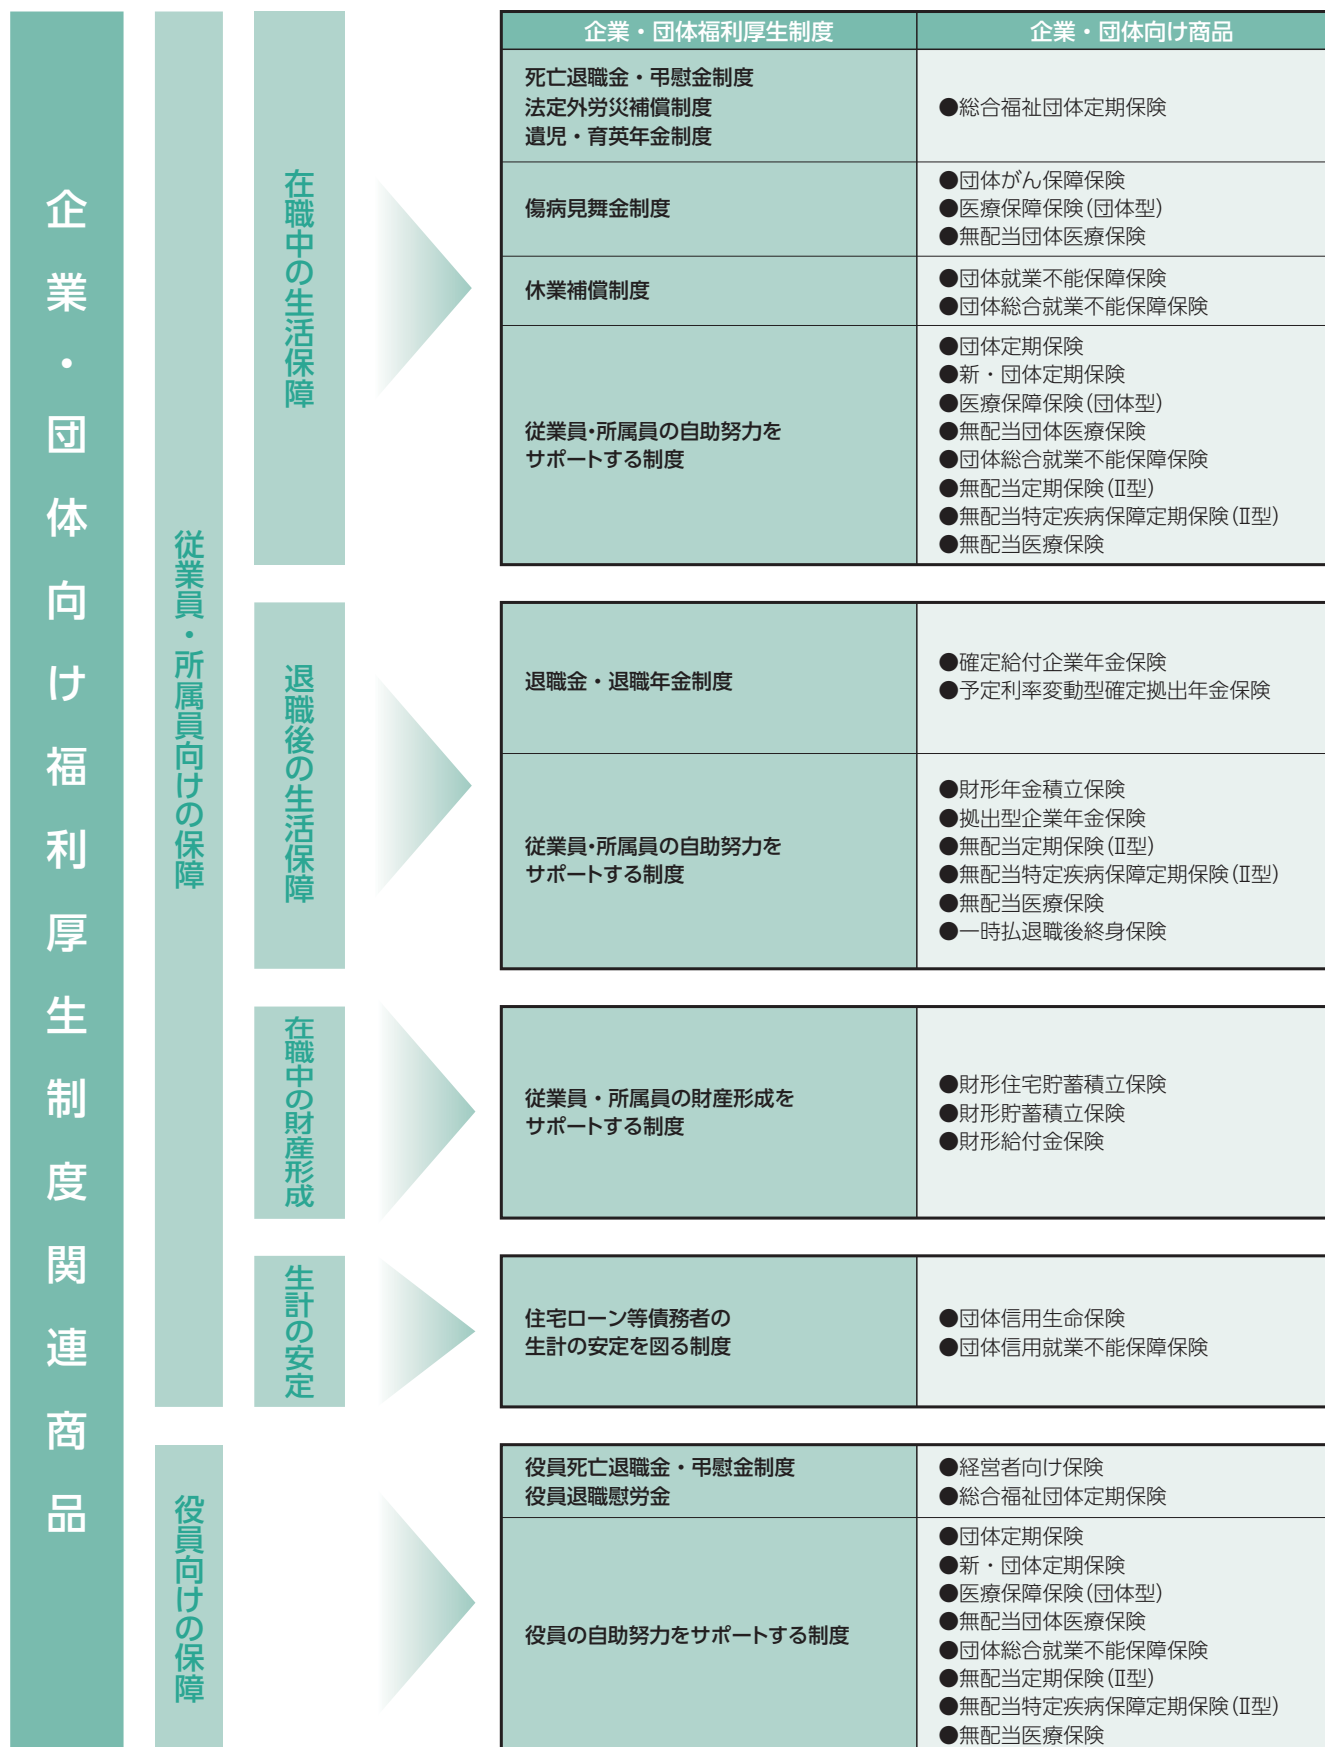 企業・団体向け福利厚生制度関連商品
従業員・所属員向けの保障
在職中の生活保障
企業・団体福利厚生制度
企業・団体向け商品
死亡退職金・弔慰金制度
法定外労災補償制度
遺児・育英年金制度
●総合福祉団体定期保険
傷病見舞金制度
●団体がん保障保険
●医療保障保険(団体型)
●無配当団体医療保険
休業補償制度
●団体就業不能保障保険
●団体総合就業不能保障保険
従業員・所属員の自助努力を
サポートする制度
●団体定期保険
●新・団体定期保険
●医療保障保険(団体型)
●無配当団体医療保険
●団体総合就業不能保障保険
●無配当定期保険(Ⅱ型)
●無配当特定疾病保障定期保険(Ⅱ型)
●無配当医療保険
退職後の生活保障
退職金・退職年金制度
●確定給付企業年金保険
●予定利率変動型確定拠出年金保険
従業員・所属員の自助努力を
サポートする制度
●財形年金積立保険
●拠出型企業年金保険
●無配当定期保険(Ⅱ型)
●無配当特定疾病保障定期保険(Ⅱ型)
●無配当医療保険
●一時払退職後終身保険
在職中の財産形成
従業員・所属員の財産形成を
サポートする制度
●財形住宅貯蓄積立保険
●財形貯蓄積立保険
●財形給付金保険
生計の安定
住宅ローン等債務者の
生計の安定を図る制度
●団体信用生命保険
●団体信用就業不能保障保険
役員向けの保障
役員死亡退職金・弔慰金制度
役員退職慰労金
●経営者向け保険
●総合福祉団体定期保険
役員の自助努力をサポートする制度
●団体定期保険
●新・団体定期保険
●医療保障保険(団体型)
●無配当団体医療保険
●団体総合就業不能保障保険
●無配当定期保険(Ⅱ型)
●無配当特定疾病保障定期保険(Ⅱ型)
●無配当医療保険